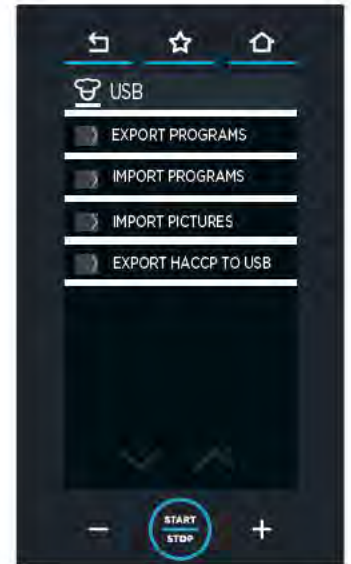 USB
EXPORT PROGRAMS
IMPORT PROGRAMS
IMPORT PICTURES
EXPORT HACCP TO USB
START
STOP